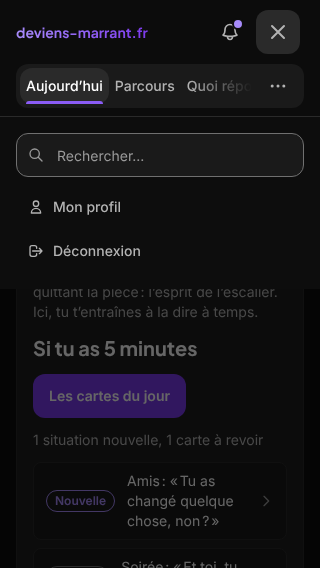 deviens-marrant.fr
Aujourd'hui Parcours Quoi répo
Rechercher…
Mon profil
Déconnexion
quittant la pièce : l'esprit de l'escalier.
Ici, tu t'entraînes à la dire à temps.
Si tu as 5 minutes
Les cartes du jour
1 situation nouvelle, 1 carte à revoir
Nouvelle
Amis : « Tu as
changé quelque
chose, non ? »
Soirée : « Et toi, tu